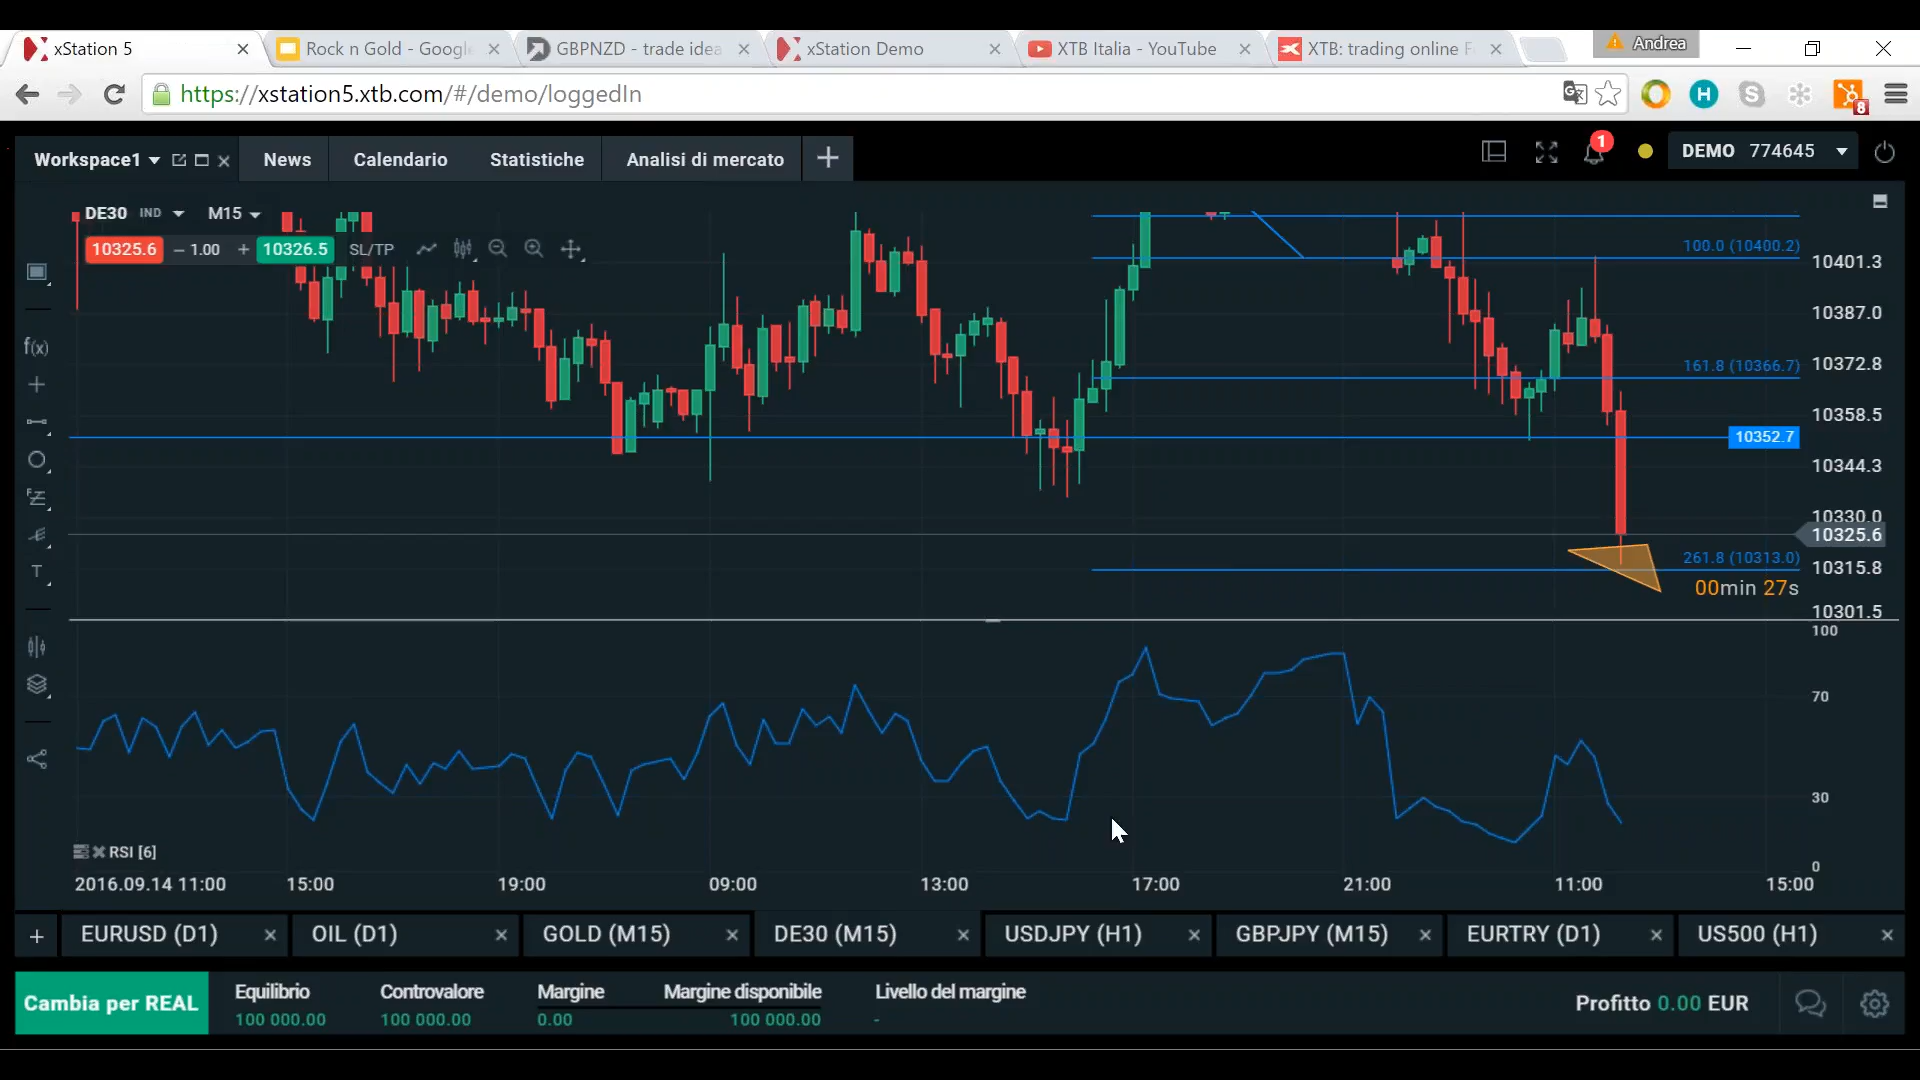 xStation 5
Rock n Gold - Google
GBPNZD - trade idea
xStation Demo
XTB Italia - YouTube
XTB: trading online F
Andrea
https://xstation5.xtb.com/#/demo/loggedIn
H
S
8
Workspace1
News
Calendario
Statistiche
Analisi di mercato
+
1
DEMO 774645
DE30 IND M15
10325.6 − 1.00 + 10326.5 SL/TP
f(x)
T
100.0 (10400.2)
161.8 (10366.7)
10352.7
261.8 (10313.0)
00min 27s
10401.3
10387.0
10372.8
10358.5
10344.3
10330.0
10325.6
10315.8
10301.5
100
70
30
0
RSI [6]
2016.09.14 11:00 15:00 19:00 09:00 13:00 17:00 21:00 11:00 15:00
+ EURUSD (D1) OIL (D1) GOLD (M15) DE30 (M15) USDJPY (H1) GBPJPY (M15) EURTRY (D1) US500 (H1)
Cambia per REAL
Equilibrio Controvalore Margine Margine disponibile Livello del margine
100 000.00 100 000.00 0.00 100 000.00 -
Profitto 0.00 EUR